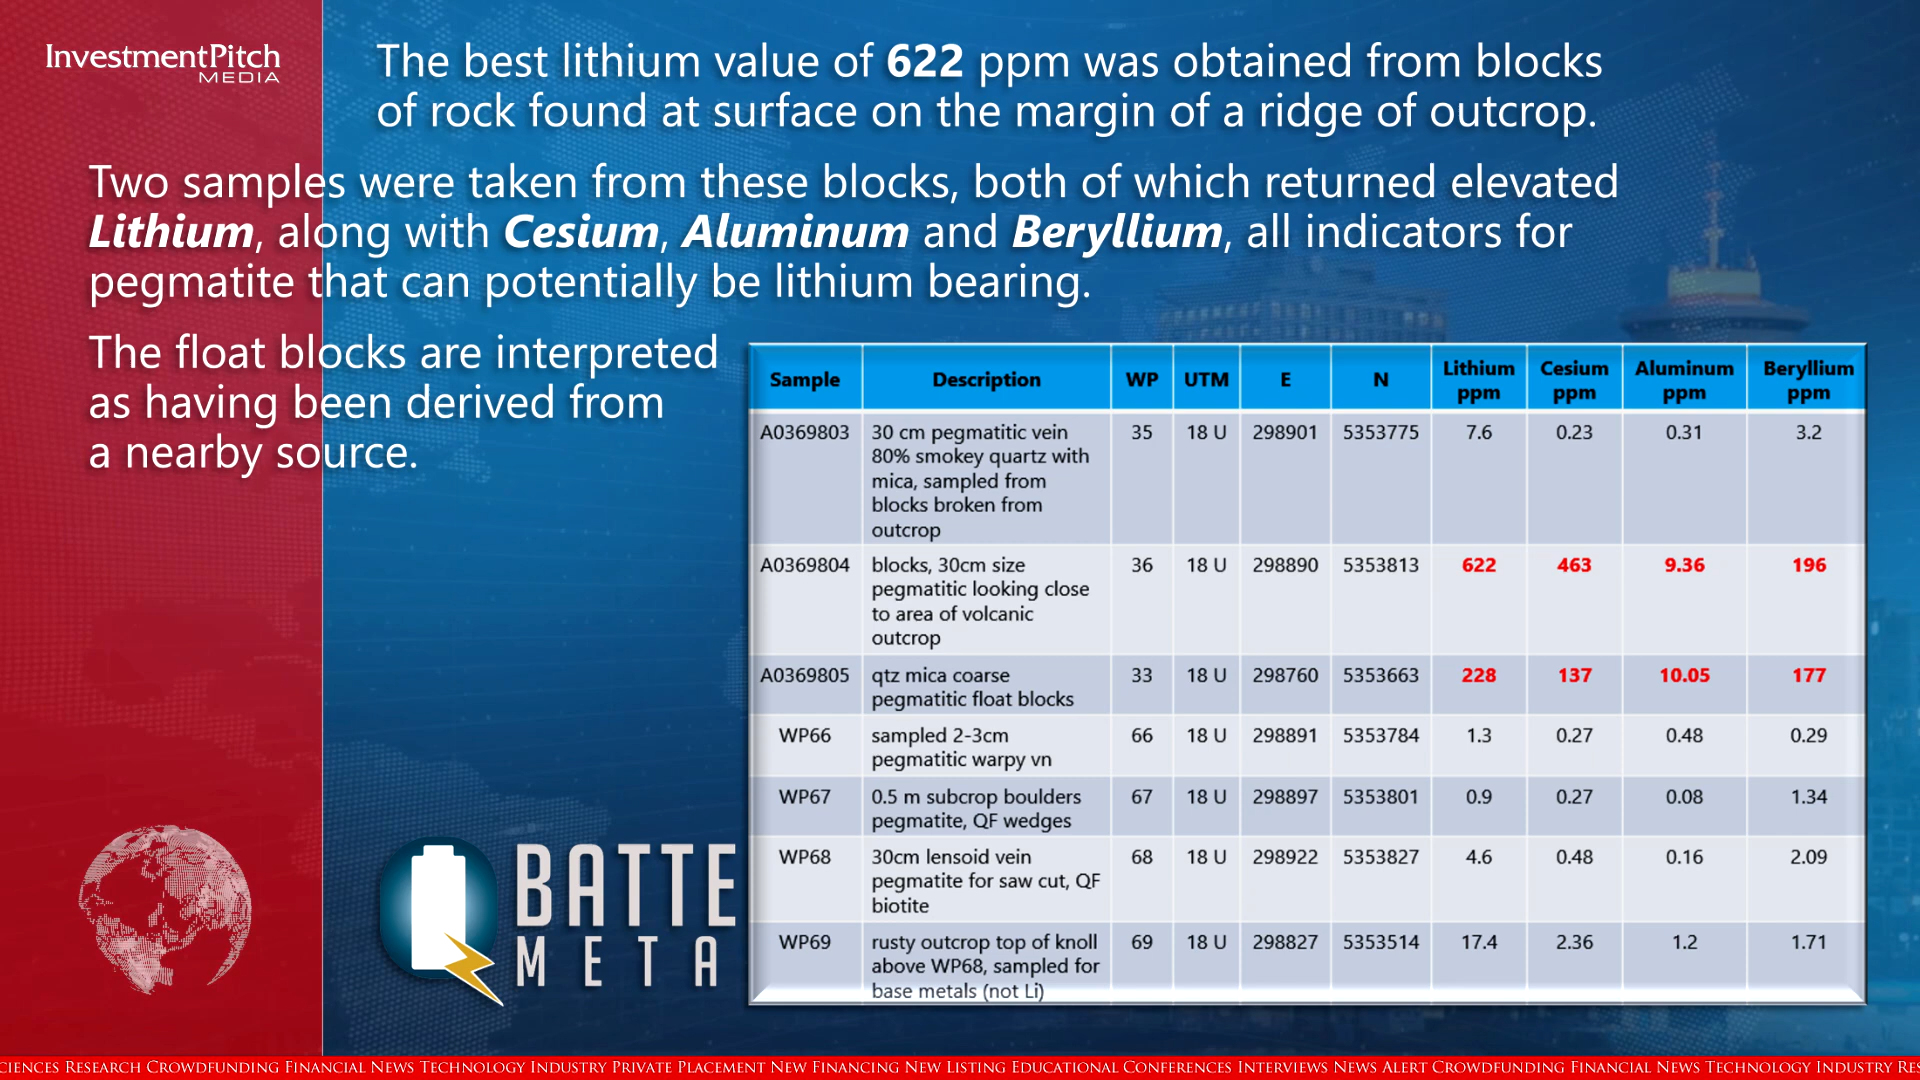 InvestmentPitch
MEDIA
The best lithium value of 622 ppm was obtained from blocks
of rock found at surface on the margin of a ridge of outcrop.
Two samples were taken from these blocks, both of which returned elevated
Lithium, along with Cesium, Aluminum and Beryllium, all indicators for
pegmatite that can potentially be lithium bearing.
The float blocks are interpreted
as having been derived from
a nearby source.
Sample Description WP UTM E N Lithium ppm Cesium ppm Aluminum ppm Beryllium ppm
A0369803 30 cm pegmatitic vein 35 18 U 298901 5353775 7.6 0.23 0.31 3.2
80% smokey quartz with
mica, sampled from
blocks broken from
outcrop
A0369804 blocks, 30cm size 36 18 U 298890 5353813 622 463 9.36 196
pegmatitic looking close
to area of volcanic
outcrop
A0369805 qtz mica coarse 33 18 U 298760 5353663 228 137 10.05 177
pegmatitic float blocks
WP66 sampled 2-3cm 66 18 U 298891 5353784 1.3 0.27 0.48 0.29
pegmatitic warpy vn
WP67 0.5 m subcrop boulders 67 18 U 298897 5353801 0.9 0.27 0.08 1.34
pegmatite, QF wedges
WP68 30cm lensoid vein 68 18 U 298922 5353827 4.6 0.48 0.16 2.09
pegmatite for saw cut, QF
biotite
WP69 rusty outcrop top of knoll 69 18 U 298827 5353514 17.4 2.36 1.2 1.71
above WP68, sampled for
base metals (not Li)
BATTE
META
CIENCES RESEARCH CROWDFUNDING FINANCIAL NEWS TECHNOLOGY INDUSTRY PRIVATE PLACEMENT NEW FINANCING NEW LISTING EDUCATIONAL CONFERENCES INTERVIEWS NEWS ALERT CROWDFUNDING FINANCIAL NEWS TECHNOLOGY INDUSTRY RES